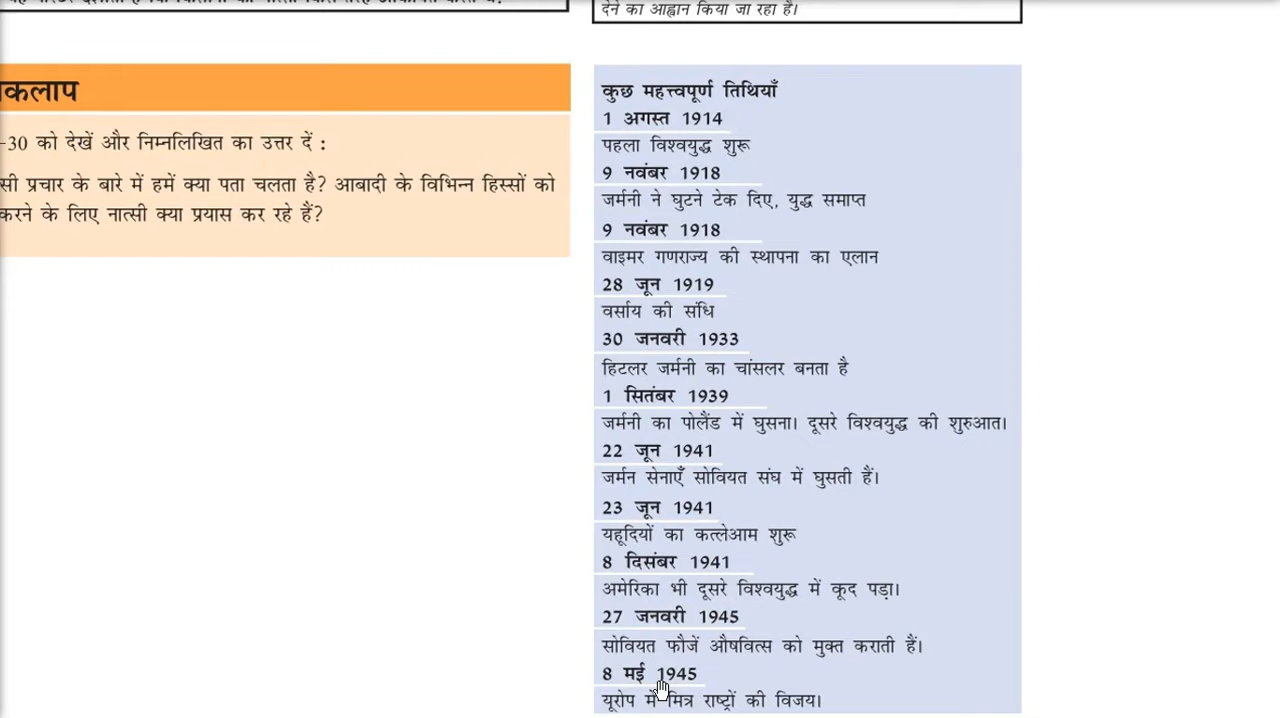 देने का आह्वान किया जा रहा है।
कलाप
-30 को देखें और निम्नलिखित का उत्तर दें :
सी प्रचार के बारे में हमें क्या पता चलता है? आबादी के विभिन्न हिस्सों को
करने के लिए नात्सी क्या प्रयास कर रहे हैं?
कुछ महत्त्वपूर्ण तिथियाँ
1 अगस्त 1914
पहला विश्वयुद्ध शुरू
9 नवंबर 1918
जर्मनी ने घुटने टेक दिए, युद्ध समाप्त
9 नवंबर 1918
वाइमर गणराज्य की स्थापना का एलान
28 जून 1919
वर्साय की संधि
30 जनवरी 1933
हिटलर जर्मनी का चांसलर बनता है
1 सितंबर 1939
जर्मनी का पोलैंड में घुसना। दूसरे विश्वयुद्ध की शुरुआत।
22 जून 1941
जर्मन सेनाएँ सोवियत संघ में घुसती हैं।
23 जून 1941
यहूदियों का कत्लेआम शुरू
8 दिसंबर 1941
अमेरिका भी दूसरे विश्वयुद्ध में कूद पड़ा।
27 जनवरी 1945
सोवियत फौजें औषवित्स को मुक्त कराती हैं।
8 मई 1945
यूरोप में मित्र राष्ट्रों की विजय।